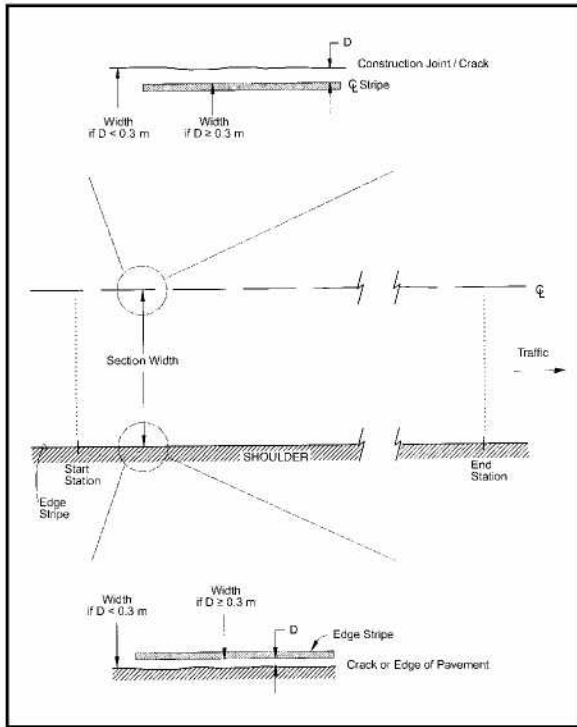 D
Construction Joint / Crack
℄ Stripe
Width
if D < 0.3 m
Width
if D ≥ 0.3 m
℄
Section Width
Traffic
SHOULDER
Start
Station
End
Station
Edge
Stripe
Width
if D < 0.3 m
Width
if D ≥ 0.3 m
D
Edge Stripe
Crack or Edge of Pavement